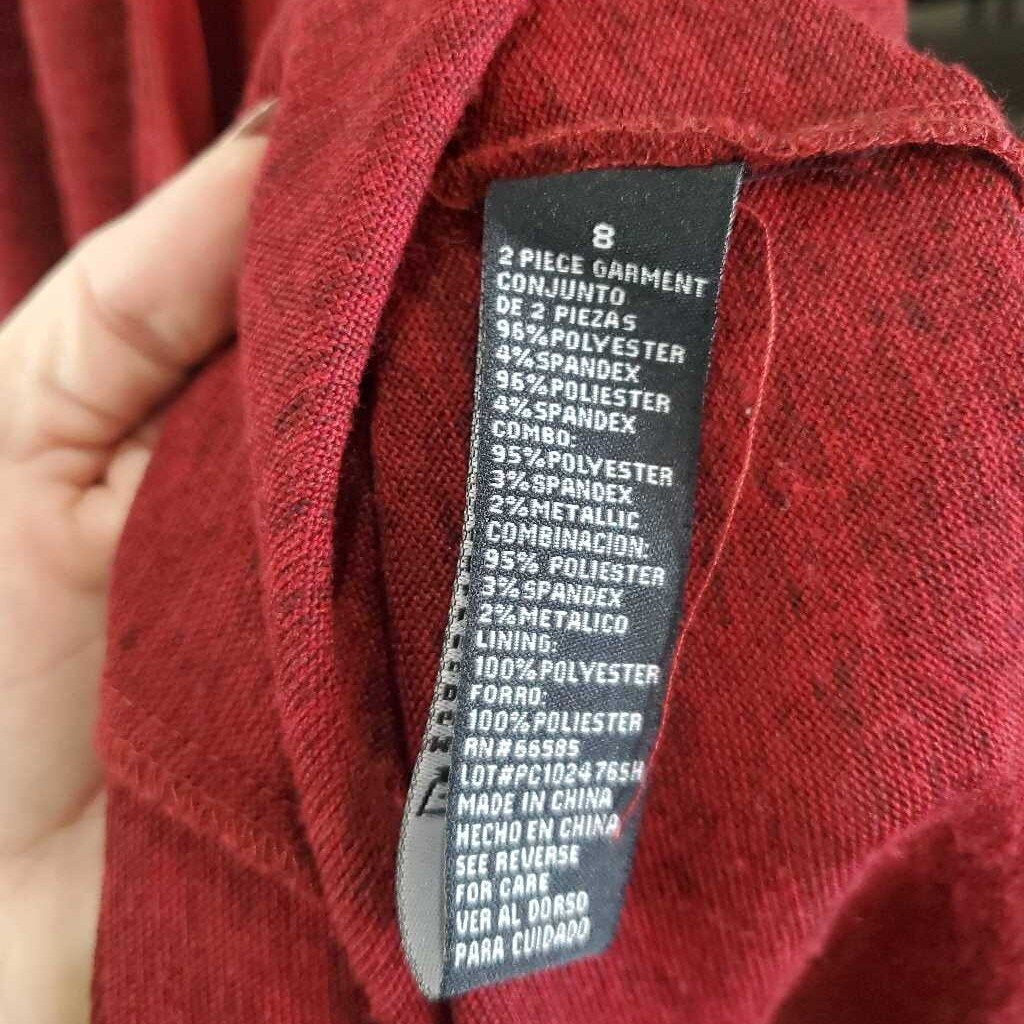 8
2 PIECE GARMENT
CONJUNTO
DE 2 PIEZAS
96%POLYESTER
4%SPANDEX
96%POLIESTER
4%SPANDEX
COMBO:
95%POLYESTER
3%SPANDEX
2%METALLIC
COMBINACION:
95% POLIESTER
3%SPANDEX
2%METALICO
LINING:
100%POLYESTER
FORRO:
100%POLIESTER
RN#66585
LOT#PC102476SH
MADE IN CHINA
HECHO EN CHINA
SEE REVERSE
FOR CARE
VER AL DORSO
PARA CUIDADO